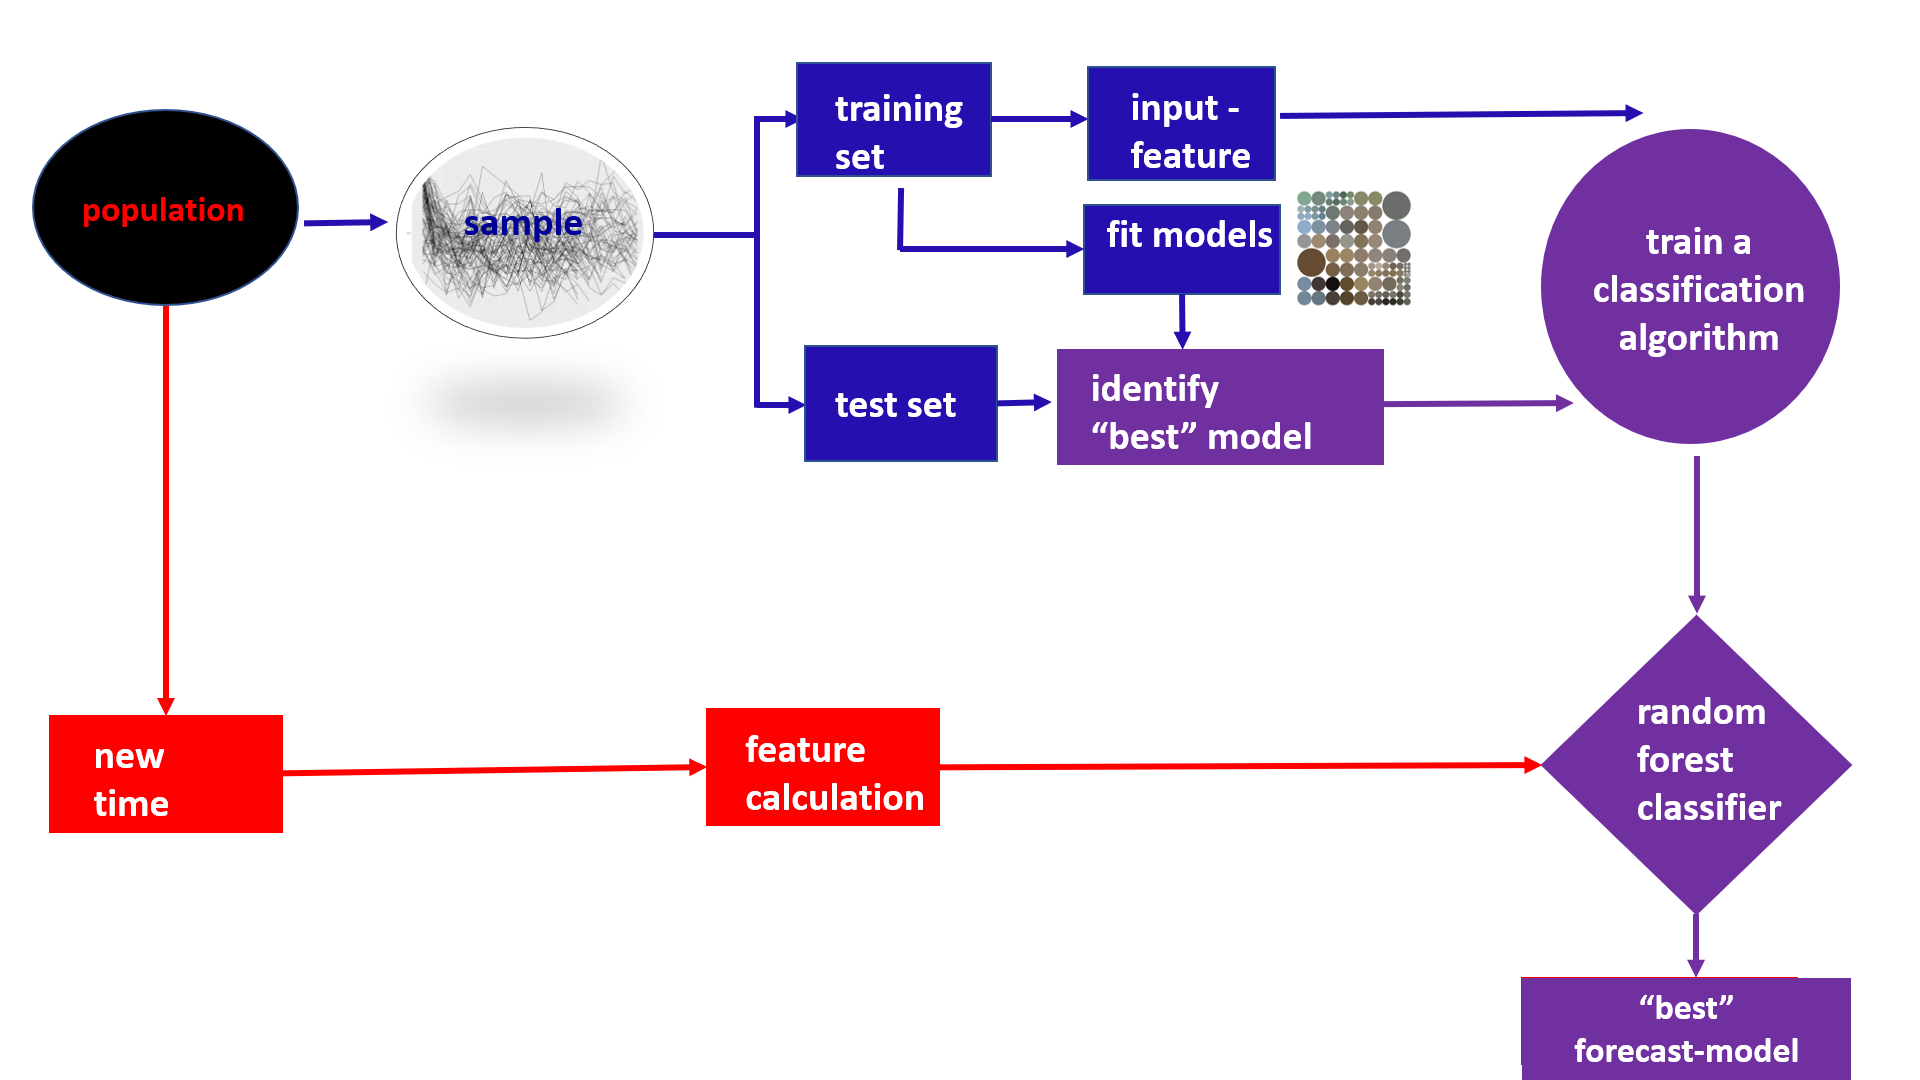 population
sample
training
set
input -
feature
fit models
test set
identify
“best” model
train a
classification
algorithm
new
time
feature
calculation
random
forest
classifier
“best”
forecast-model